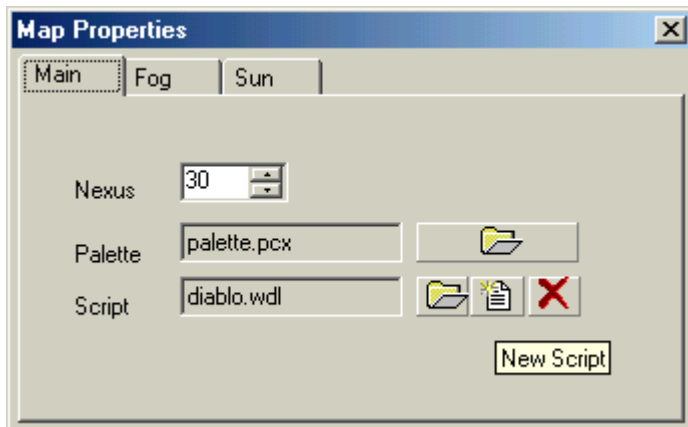 Map Properties
Main Fog Sun
Nexus 30
Palette palette.pcx
Script diablo.wdl
New Script